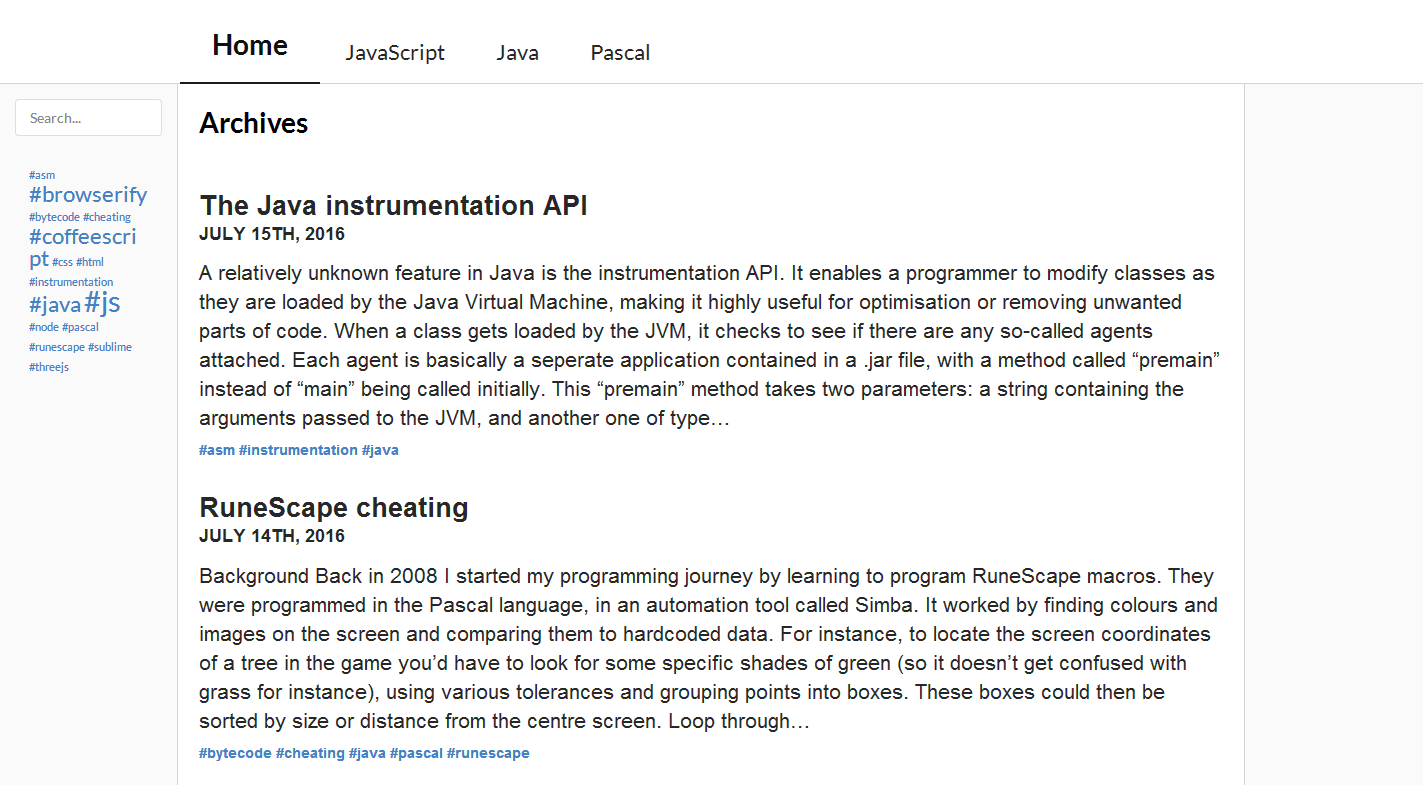 Home JavaScript Java Pascal
Search...
#asm
#browserify
#bytecode #cheating
#coffeescri
pt #css #html
#instrumentation
#java #js
#node #pascal
#runescape #sublime
#threejs
Archives
The Java instrumentation API
JULY 15TH, 2016
A relatively unknown feature in Java is the instrumentation API. It enables a programmer to modify classes as
they are loaded by the Java Virtual Machine, making it highly useful for optimisation or removing unwanted
parts of code. When a class gets loaded by the JVM, it checks to see if there are any so-called agents
attached. Each agent is basically a seperate application contained in a .jar file, with a method called “premain”
instead of “main” being called initially. This “premain” method takes two parameters: a string containing the
arguments passed to the JVM, and another one of type…
#asm #instrumentation #java
RuneScape cheating
JULY 14TH, 2016
Background Back in 2008 I started my programming journey by learning to program RuneScape macros. They
were programmed in the Pascal language, in an automation tool called Simba. It worked by finding colours and
images on the screen and comparing them to hardcoded data. For instance, to locate the screen coordinates
of a tree in the game you’d have to look for some specific shades of green (so it doesn’t get confused with
grass for instance), using various tolerances and grouping points into boxes. These boxes could then be
sorted by size or distance from the centre screen. Loop through…
#bytecode #cheating #java #pascal #runescape